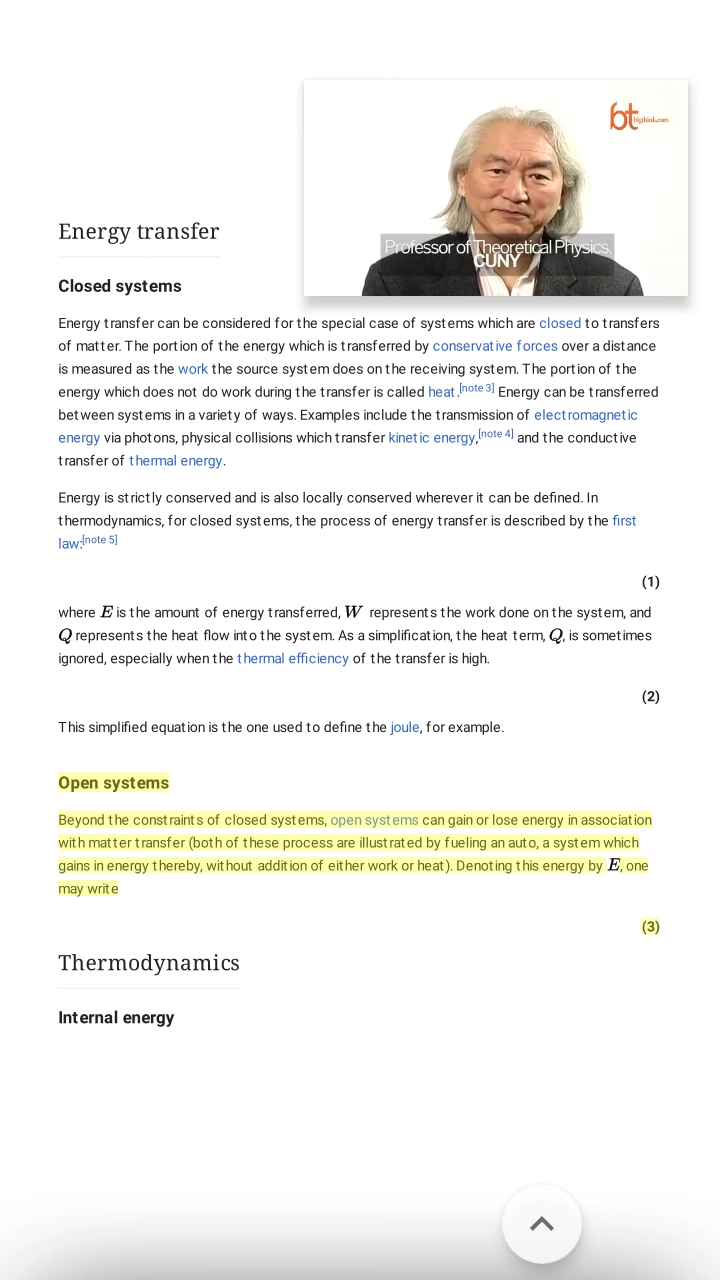 bt
bigthink.com
Professor of Theoretical Physics,
CUNY
Energy transfer
Closed systems
Energy transfer can be considered for the special case of systems which are closed to transfers
of matter. The portion of the energy which is transferred by conservative forces over a distance
is measured as the work the source system does on the receiving system. The portion of the
energy which does not do work during the transfer is called heat.[note 3] Energy can be transferred
between systems in a variety of ways. Examples include the transmission of electromagnetic
energy via photons, physical collisions which transfer kinetic energy,[note 4] and the conductive
transfer of thermal energy.
Energy is strictly conserved and is also locally conserved wherever it can be defined. In
thermodynamics, for closed systems, the process of energy transfer is described by the first
law:[note 5]
(1)
where E is the amount of energy transferred, W represents the work done on the system, and
Q represents the heat flow into the system. As a simplification, the heat term, Q, is sometimes
ignored, especially when the thermal efficiency of the transfer is high.
(2)
This simplified equation is the one used to define the joule, for example.
Open systems
Beyond the constraints of closed systems, open systems can gain or lose energy in association
with matter transfer (both of these process are illustrated by fueling an auto, a system which
gains in energy thereby, without addition of either work or heat). Denoting this energy by E, one
may write
(3)
Thermodynamics
Internal energy